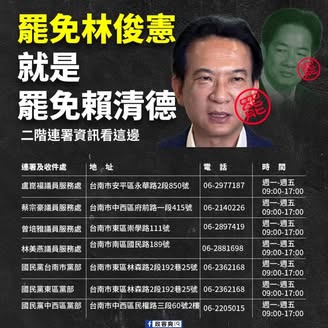 罷免林俊憲
就是
罷免賴清德
罷
罷
二階連署資訊看這邊
連署及收件處 地 址 電 話 時 間
盧崑福議員服務處 台南市安平區永華路2段850號 06-2977187 週一-週五 09:00-17:00
蔡宗豪議員服務處 台南市中西區府前路一段415號 06-2140226 週一-週五 09:00-17:00
曾培雅議員服務處 台南市東區崇學路111號 06-2897419 週一-週五 09:00-17:00
林美燕議員服務處 台南市南區國民路189號 06-2881698 週一-週五 09:00-17:00
國民黨台南市黨部 台南市東區林森路2段192巷25號 06-2362168 週一-週五 09:00-17:00
國民黨東區黨部 台南市東區林森路2段192巷25號 06-2362168 週一-週五 09:00-17:00
國民黨中西區黨部 台南市中西區民權路三段60號2樓 06-2205015 週一-週五 09:00-17:00
政客爽